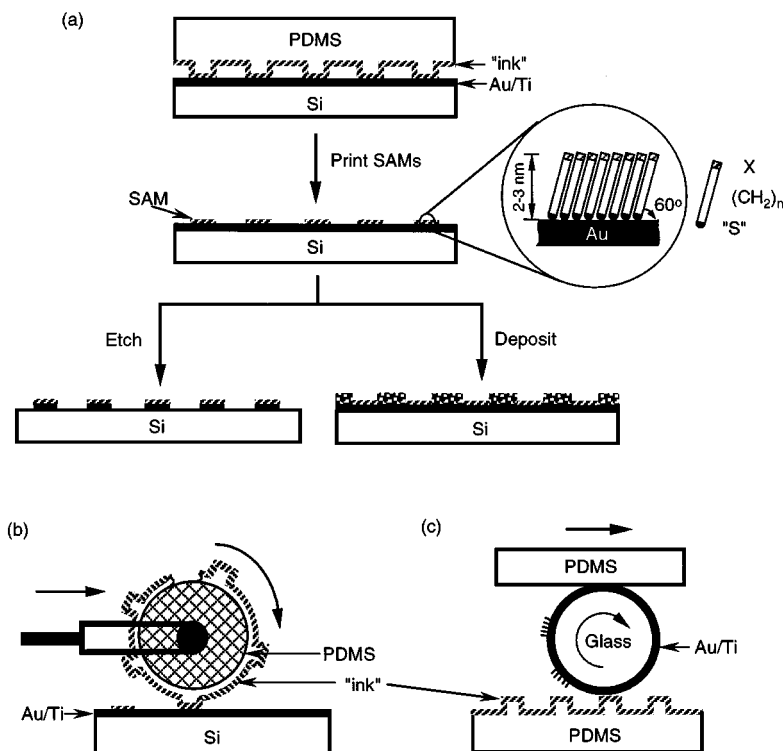 (a)
PDMS
"ink"
Au/Ti
Si
Print SAMs
SAM
Si
2-3 nm
60º
Au
X
(CH₂)n
"S"
Etch
Deposit
Si
Si
(b)
PDMS
"ink"
Au/Ti
Si
(c)
PDMS
Glass
Au/Ti
PDMS